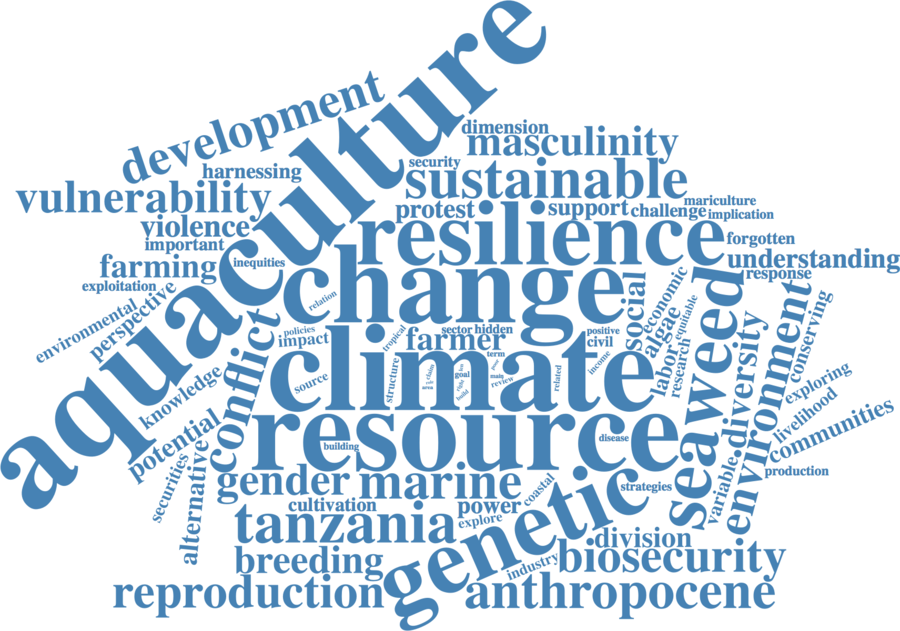 aquaculture
development
dimension
masculinity
harnessing
security
vulnerability
sustainable
mariculture
violence
protest
support
challenge
implication
important
resilience
forgotten
farming
inequities
understanding
exploitation
change
social
economic
seaweed
response
environmental
perspective
relation
algae
equitable
environment
conserving
conflict
policies
impact
tropical
farmer
sector
hidden
positive
civil
climate
labor
research
diversity
term
source
structure
claim
goal
main
review
related
income
area
build
knowledge
exploring
potential
resource
livelihood
communities
building
disease
securities
alternative
gender
marine
coastal
strategies
variable
production
cultivation
power
explore
tanzania
genetic
division
breeding
industry
biosecurity
reproduction
anthropocene